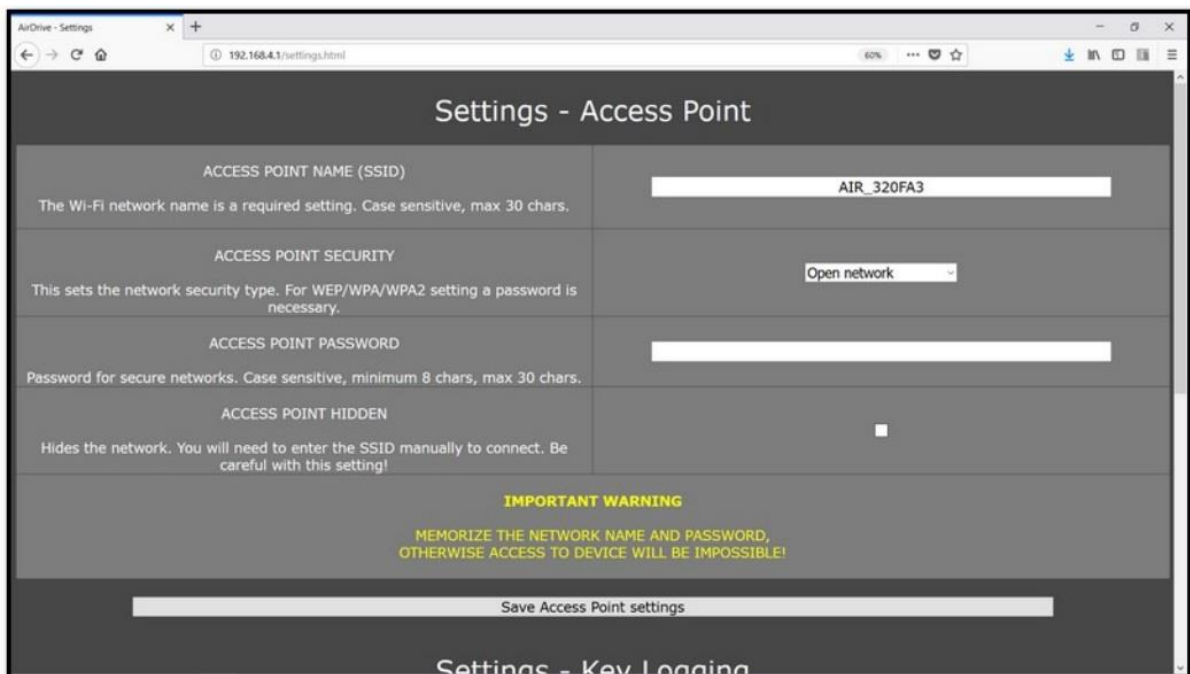 AirDrive - Settings
192.168.4.1/settings.html
60%
Settings - Access Point
ACCESS POINT NAME (SSID)
The Wi-Fi network name is a required setting. Case sensitive, max 30 chars.
AIR_320FA3
ACCESS POINT SECURITY
This sets the network security type. For WEP/WPA/WPA2 setting a password is
necessary.
Open network
ACCESS POINT PASSWORD
Password for secure networks. Case sensitive, minimum 8 chars, max 30 chars.
ACCESS POINT HIDDEN
Hides the network. You will need to enter the SSID manually to connect. Be
careful with this setting!
IMPORTANT WARNING
MEMORIZE THE NETWORK NAME AND PASSWORD,
OTHERWISE ACCESS TO DEVICE WILL BE IMPOSSIBLE!
Save Access Point settings
Settings - Key Logging